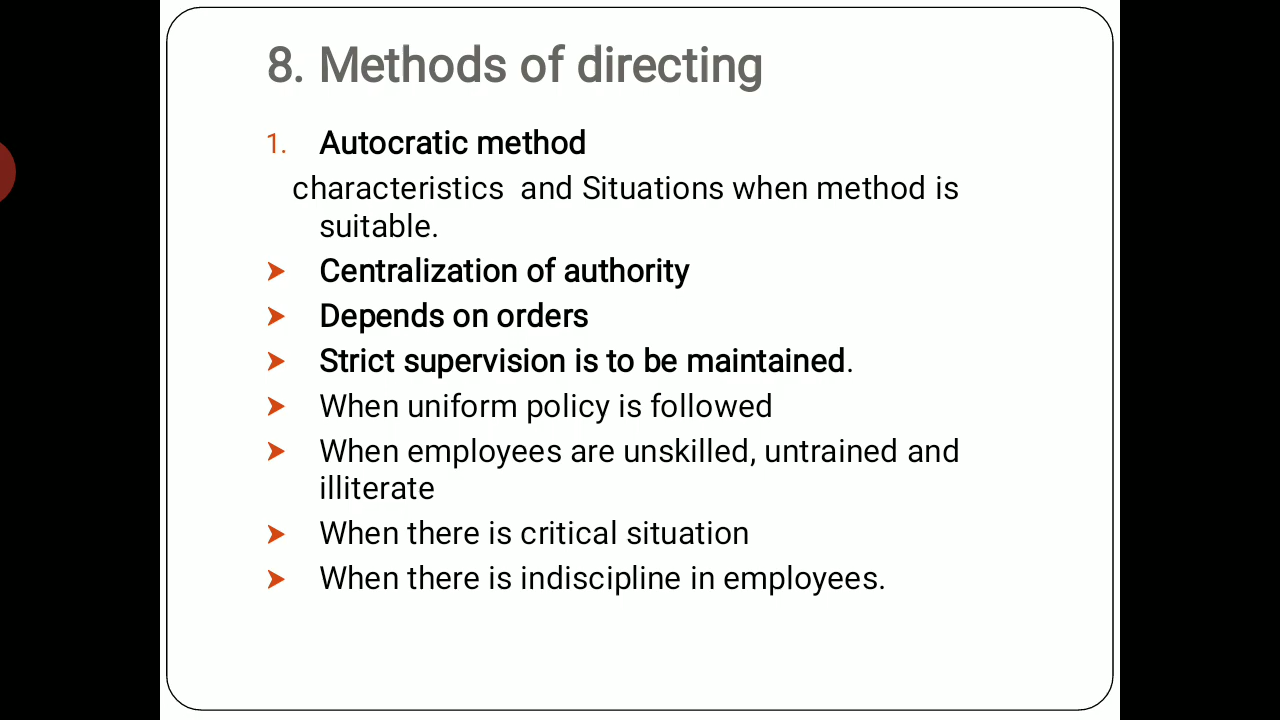 8. Methods of directing
1. Autocratic method
characteristics and Situations when method is
suitable.
➤ Centralization of authority
➤ Depends on orders
➤ Strict supervision is to be maintained.
➤ When uniform policy is followed
➤ When employees are unskilled, untrained and
illiterate
➤ When there is critical situation
➤ When there is indiscipline in employees.